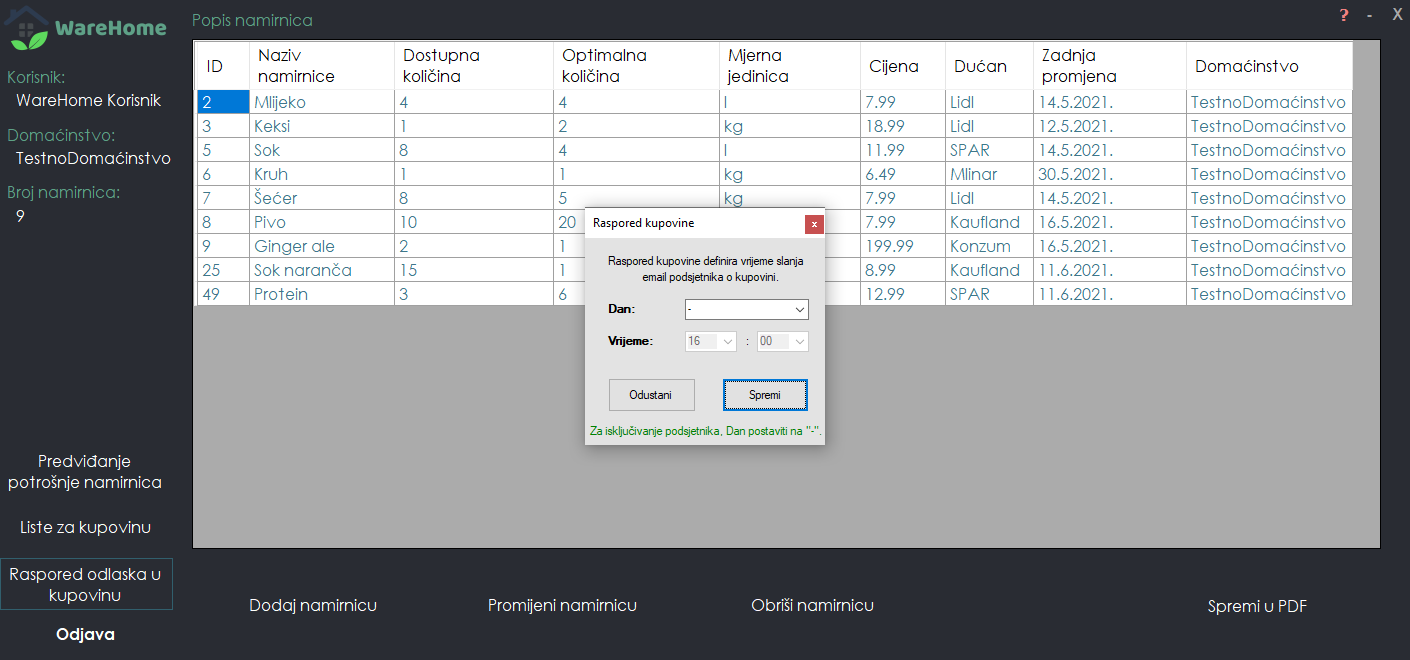 WareHome
Popis namirnica
? - X
Korisnik:
WareHome Korisnik
Domaćinstvo:
TestnoDomaćinstvo
Broj namirnica:
9
ID Naziv namirnice Dostupna količina Optimalna količina Mjerna jedinica Cijena Dućan Zadnja promjena Domaćinstvo
2 Mlijeko 4 4 l 7.99 Lidl 14.5.2021. TestnoDomaćinstvo
3 Keksi 1 2 kg 18.99 Lidl 12.5.2021. TestnoDomaćinstvo
5 Sok 8 4 l 11.99 SPAR 14.5.2021. TestnoDomaćinstvo
6 Kruh 1 1 kg 6.49 Mlinar 30.5.2021. TestnoDomaćinstvo
7 Šećer 8 5 kg 7.99 Lidl 14.5.2021. TestnoDomaćinstvo
8 Pivo 10 20 7.99 Kaufland 16.5.2021. TestnoDomaćinstvo
9 Ginger ale 2 1 199.99 Konzum 16.5.2021. TestnoDomaćinstvo
25 Sok naranča 15 1 8.99 Kaufland 11.6.2021. TestnoDomaćinstvo
49 Protein 3 6 12.99 SPAR 11.6.2021. TestnoDomaćinstvo
Raspored kupovine x
Raspored kupovine definira vrijeme slanja
email podsjetnika o kupovini.
Dan: -
Vrijeme: 16 : 00
Odustani Spremi
Za isključivanje podsjetnika, Dan postaviti na "-".
Predviđanje
potrošnje namirnica
Liste za kupovinu
Raspored odlaska u
kupovinu
Odjava
Dodaj namirnicu Promijeni namirnicu Obriši namirnicu Spremi u PDF